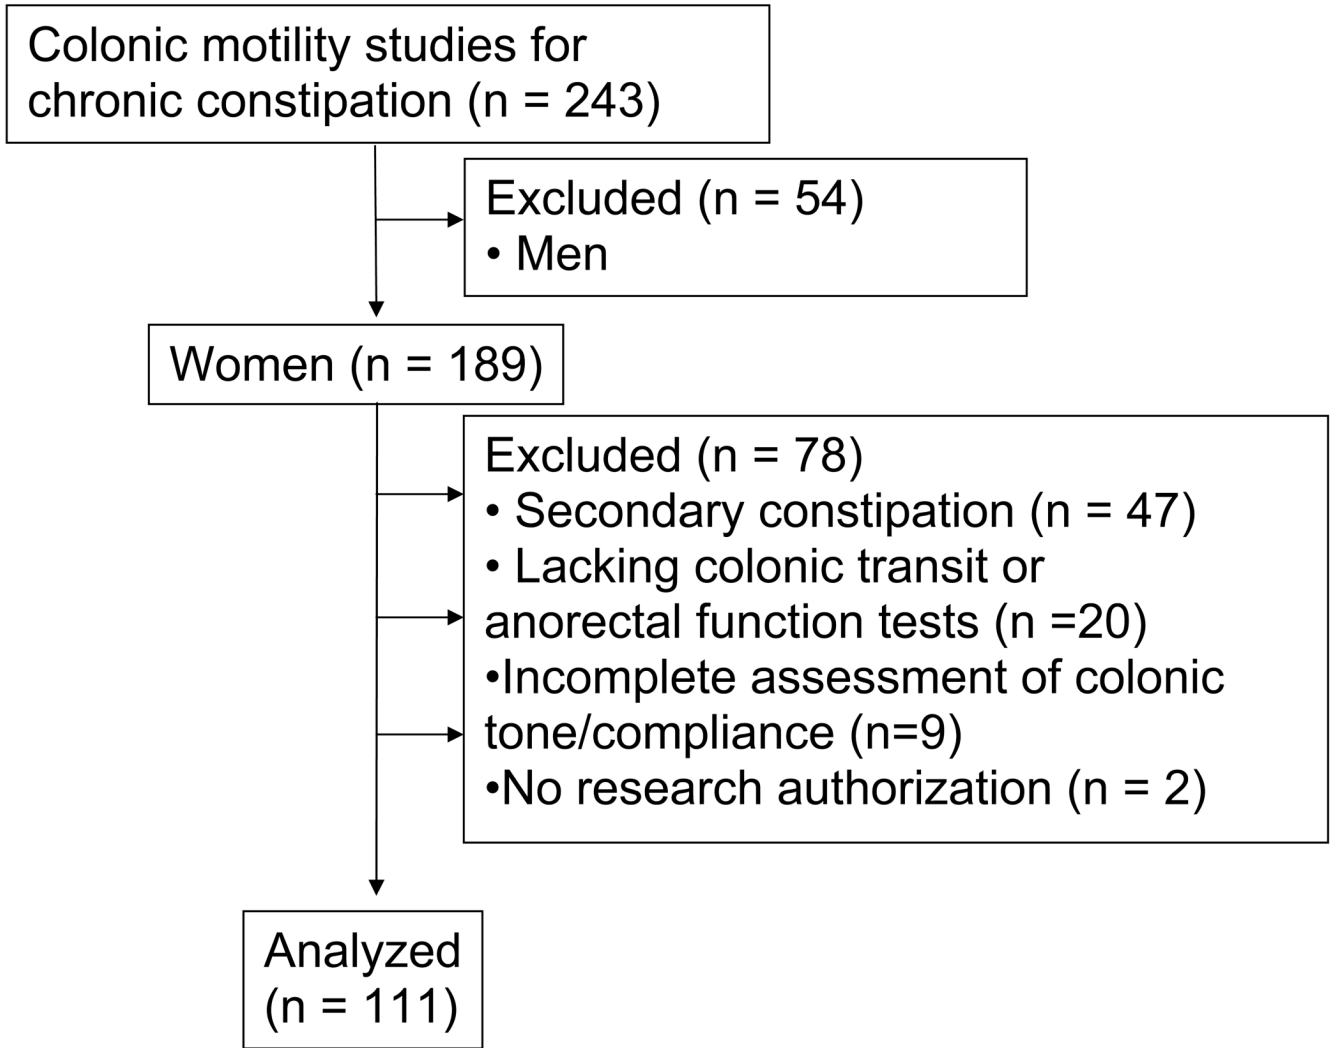 Colonic motility studies for
chronic constipation (n = 243)
Excluded (n = 54)
• Men
Women (n = 189)
Excluded (n = 78)
• Secondary constipation (n = 47)
• Lacking colonic transit or
anorectal function tests (n =20)
•Incomplete assessment of colonic
tone/compliance (n=9)
•No research authorization (n = 2)
Analyzed
(n = 111)